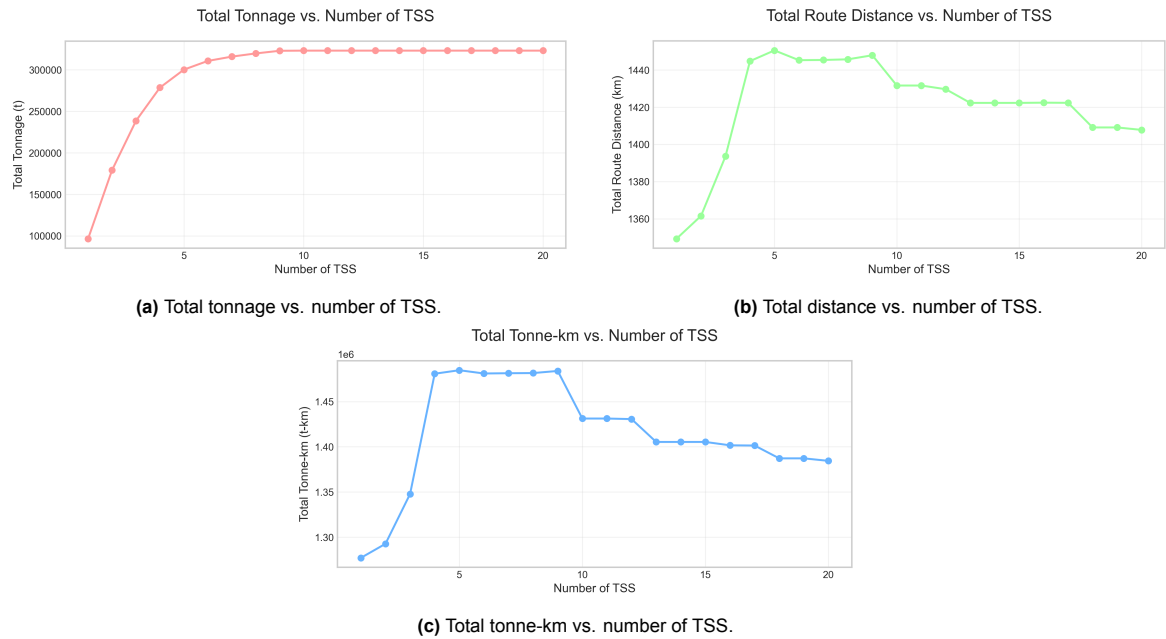 Total Tonnage vs. Number of TSS
Total Tonnage (t)
300000
250000
200000
150000
100000
5
10
15
20
Number of TSS
(a) Total tonnage vs. number of TSS.
Total Route Distance vs. Number of TSS
Total Route Distance (km)
1440
1420
1400
1380
1360
5
10
15
20
Number of TSS
(b) Total distance vs. number of TSS.
Total Tonne-km vs. Number of TSS
1e6
Total Tonne-km (t-km)
1.45
1.40
1.35
1.30
5
10
15
20
Number of TSS
(c) Total tonne-km vs. number of TSS.